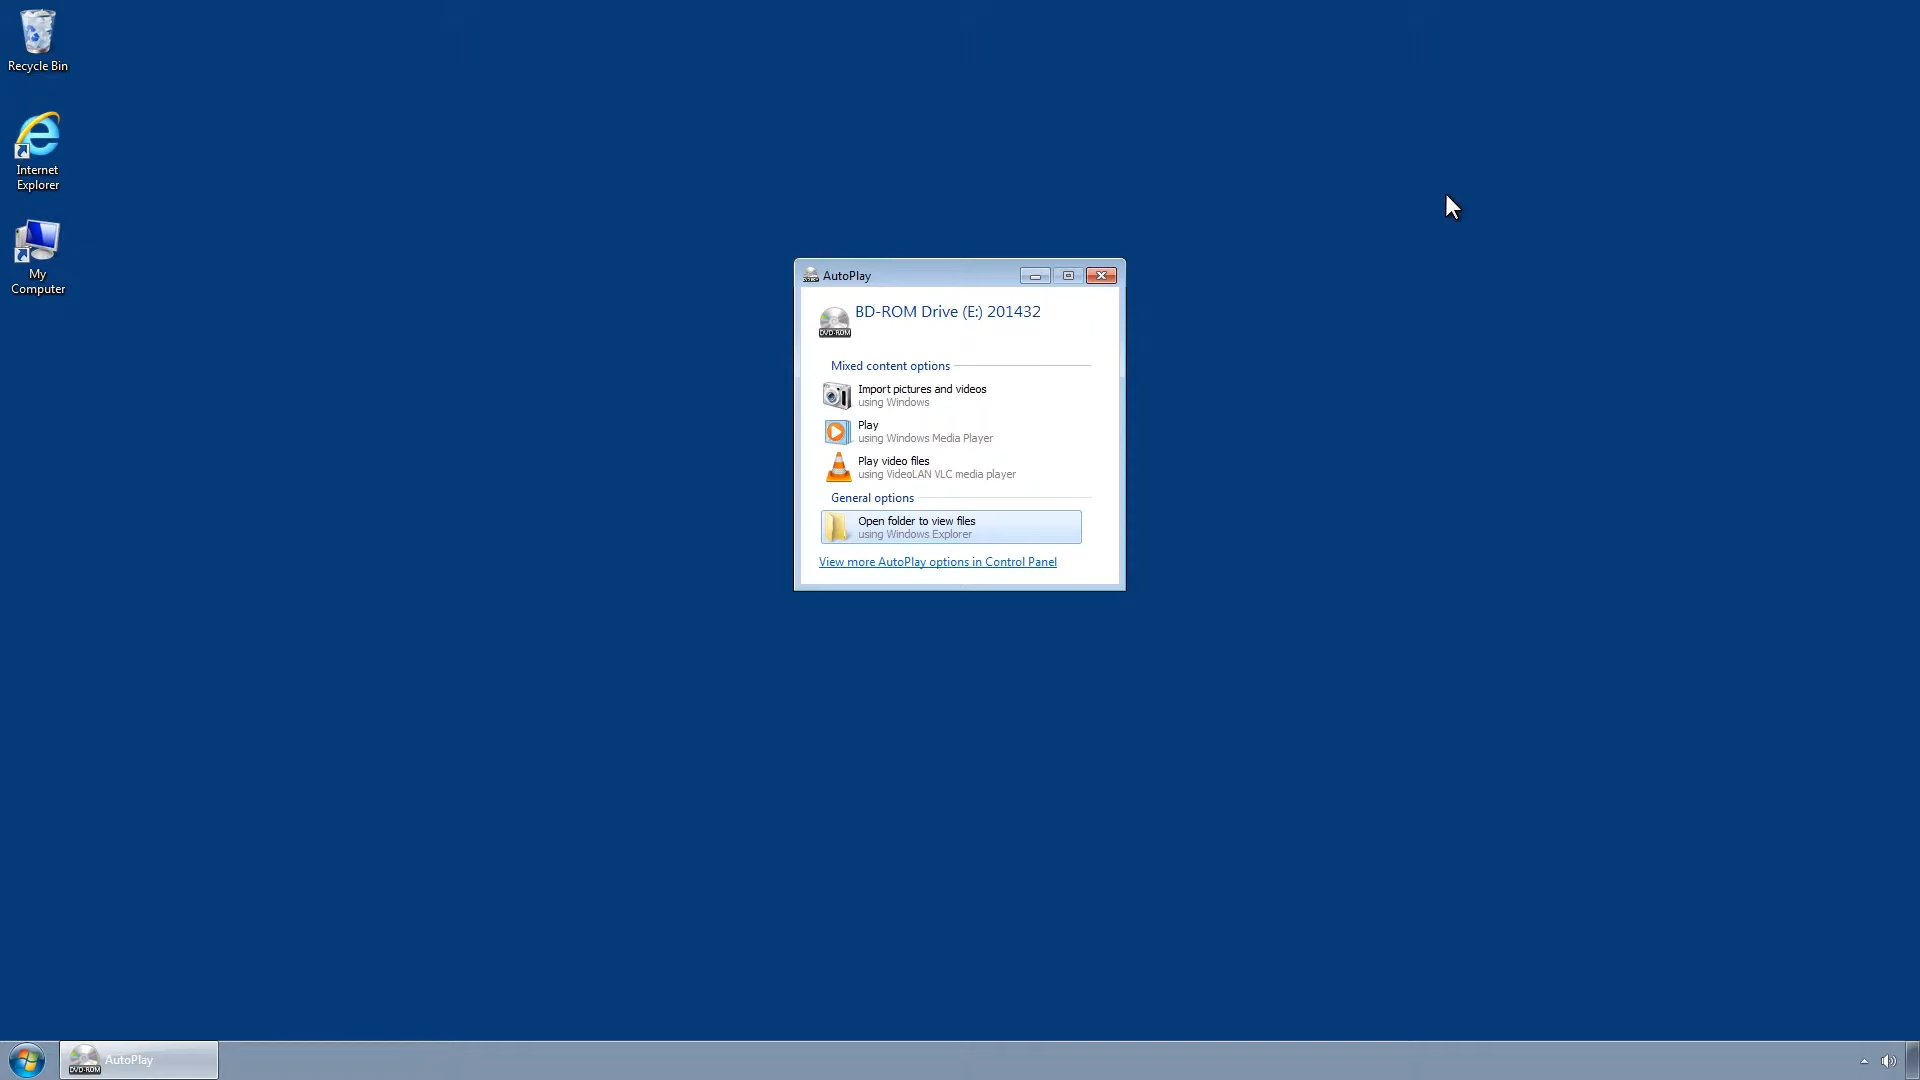 Recycle Bin
Internet
Explorer
My
Computer
AutoPlay
BD-ROM Drive (E:) 201432
DVD-ROM
Mixed content options
Import pictures and videos
using Windows
Play
using Windows Media Player
Play video files
using VideoLAN VLC media player
General options
Open folder to view files
using Windows Explorer
View more AutoPlay options in Control Panel
DVD-ROM
AutoPlay